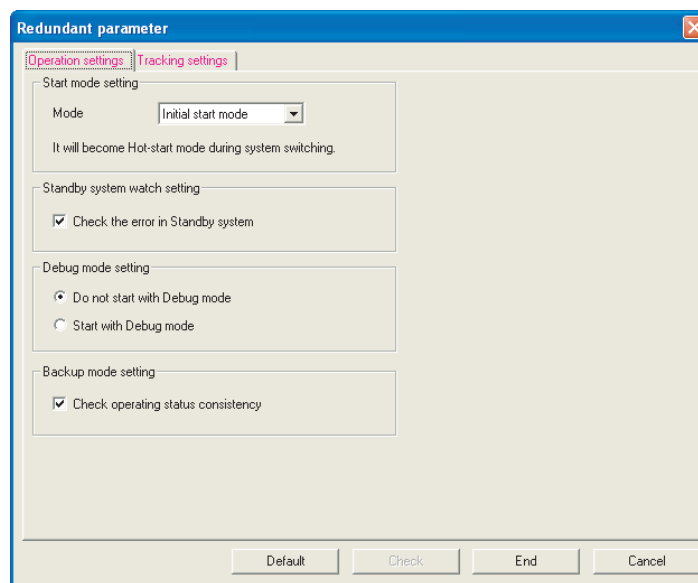 Redundant parameter
Operation settings Tracking settings
Start mode setting
Mode Initial start mode
It will become Hot-start mode during system switching.
Standby system watch setting
Check the error in Standby system
Debug mode setting
Do not start with Debug mode
Start with Debug mode
Backup mode setting
Check operating status consistency
Default Check End Cancel